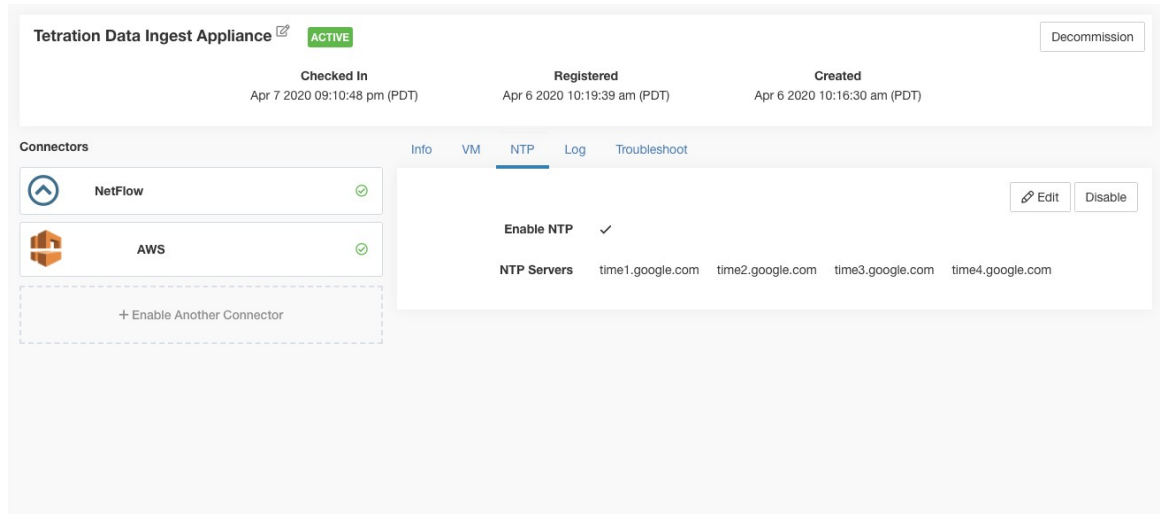 Tetration Data Ingest Appliance ACTIVE
Decommission
Checked In Registered Created
Apr 7 2020 09:10:48 pm (PDT) Apr 6 2020 10:19:39 am (PDT) Apr 6 2020 10:16:30 am (PDT)
Connectors
Info VM NTP Log Troubleshoot
NetFlow
Edit Disable
Enable NTP
AWS
NTP Servers time1.google.com time2.google.com time3.google.com time4.google.com
+ Enable Another Connector